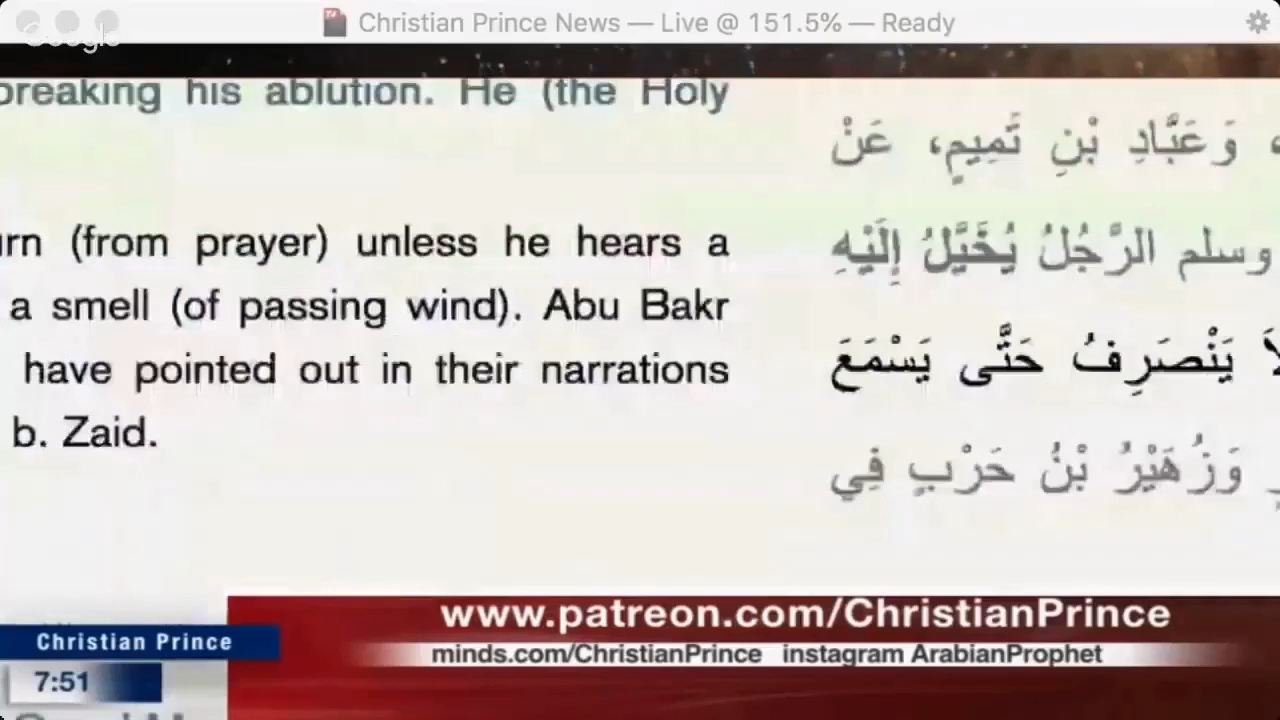 Christian Prince News — Live @ 151.5% — Ready
Google
breaking his ablution. He (the Holy
urn (from prayer) unless he hears a
a smell (of passing wind). Abu Bakr
have pointed out in their narrations
b. Zaid.
، وَعَبَّادِ بْنِ تَمِيمٍ، عَنْ
وسلم الرَّجُلُ يُخَيَّلُ إِلَيْهِ
لاَ يَنْصَرِفُ حَتَّى يَسْمَعَ
وَزُهَيْرُ بْنُ حَرْبٍ فِي
www.patreon.com/ChristianPrince
minds.com/ChristianPrince instagram ArabianProphet
Christian Prince
7:51